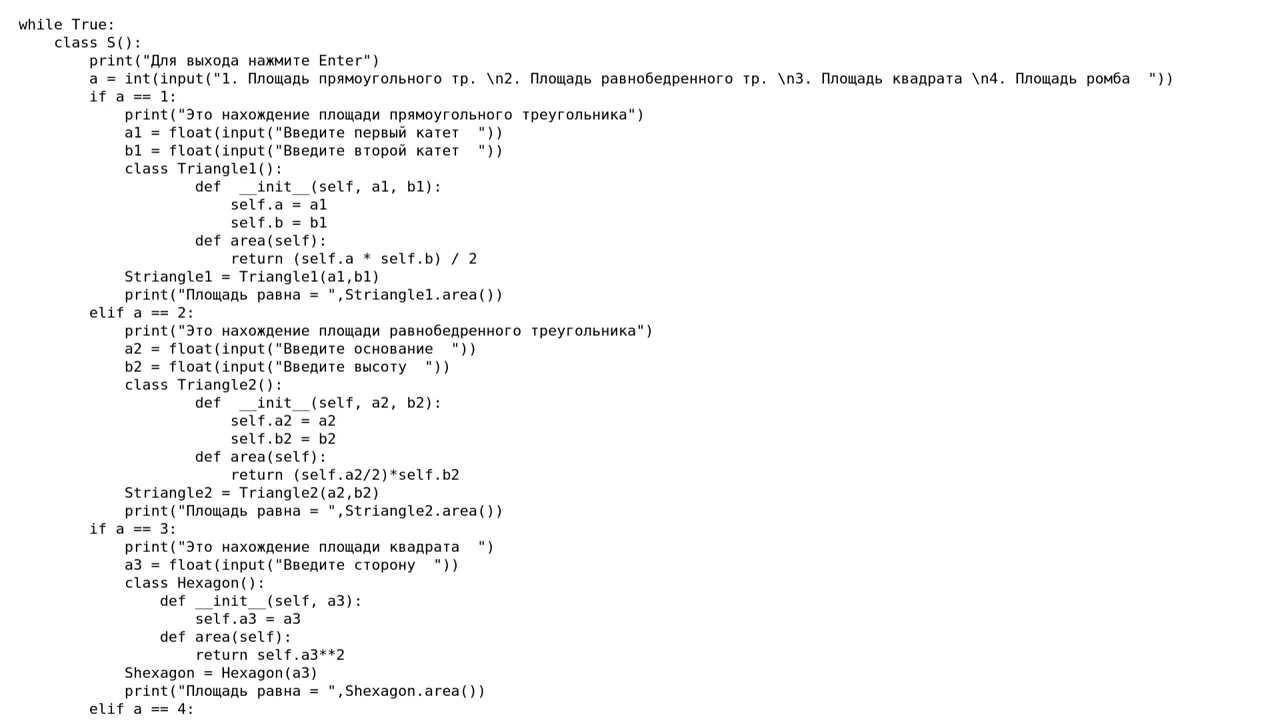 while True:
    class S():
        print("Для выхода нажмите Enter")
        a = int(input("1. Площадь прямоугольного тр. \n2. Площадь равнобедренного тр. \n3. Площадь квадрата \n4. Площадь ромба  "))
        if a == 1:
            print("Это нахождение площади прямоугольного треугольника")
            a1 = float(input("Введите первый катет  "))
            b1 = float(input("Введите второй катет  "))
            class Triangle1():
                    def  __init__(self, a1, b1):
                        self.a = a1
                        self.b = b1
                    def area(self):
                        return (self.a * self.b) / 2
            Striangle1 = Triangle1(a1,b1)
            print("Площадь равна = ",Striangle1.area())
        elif a == 2:
            print("Это нахождение площади равнобедренного треугольника")
            a2 = float(input("Введите основание  "))
            b2 = float(input("Введите высоту  "))
            class Triangle2():
                    def  __init__(self, a2, b2):
                        self.a2 = a2
                        self.b2 = b2
                    def area(self):
                        return (self.a2/2)*self.b2
            Striangle2 = Triangle2(a2,b2)
            print("Площадь равна = ",Striangle2.area())
        if a == 3:
            print("Это нахождение площади квадрата  ")
            a3 = float(input("Введите сторону  "))
            class Hexagon():
                def __init__(self, a3):
                    self.a3 = a3
                def area(self):
                    return self.a3**2
            Shexagon = Hexagon(a3)
            print("Площадь равна = ",Shexagon.area())
        elif a == 4: